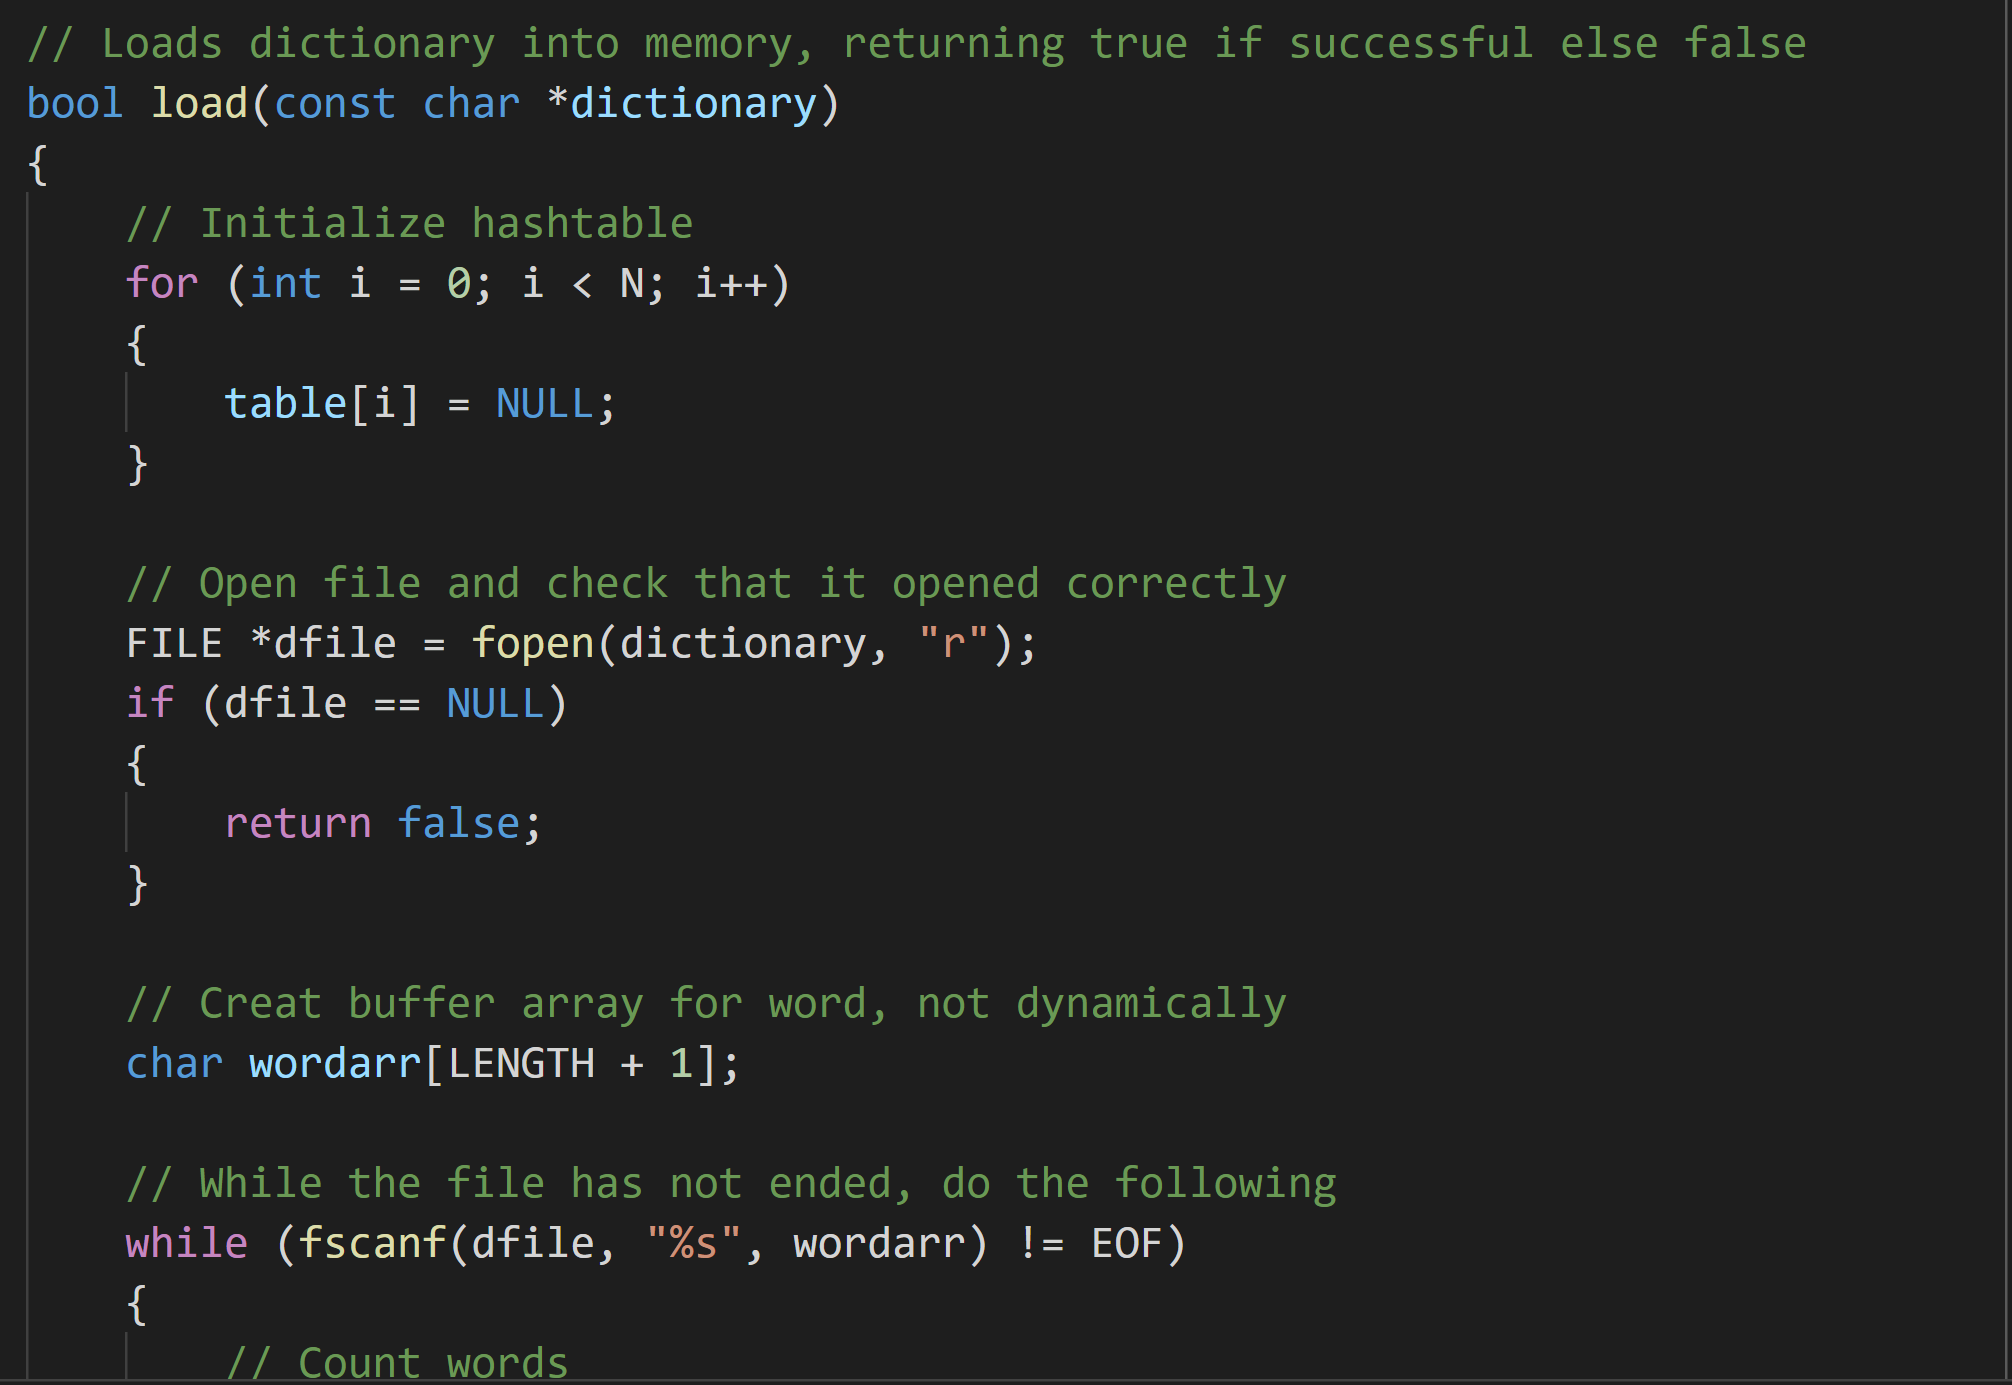 // Loads dictionary into memory, returning true if successful else false
bool load(const char *dictionary)
{
    // Initialize hashtable
    for (int i = 0; i < N; i++)
    {
        table[i] = NULL;
    }

    // Open file and check that it opened correctly
    FILE *dfile = fopen(dictionary, "r");
    if (dfile == NULL)
    {
        return false;
    }

    // Creat buffer array for word, not dynamically
    char wordarr[LENGTH + 1];

    // While the file has not ended, do the following
    while (fscanf(dfile, "%s", wordarr) != EOF)
    {
        // Count words